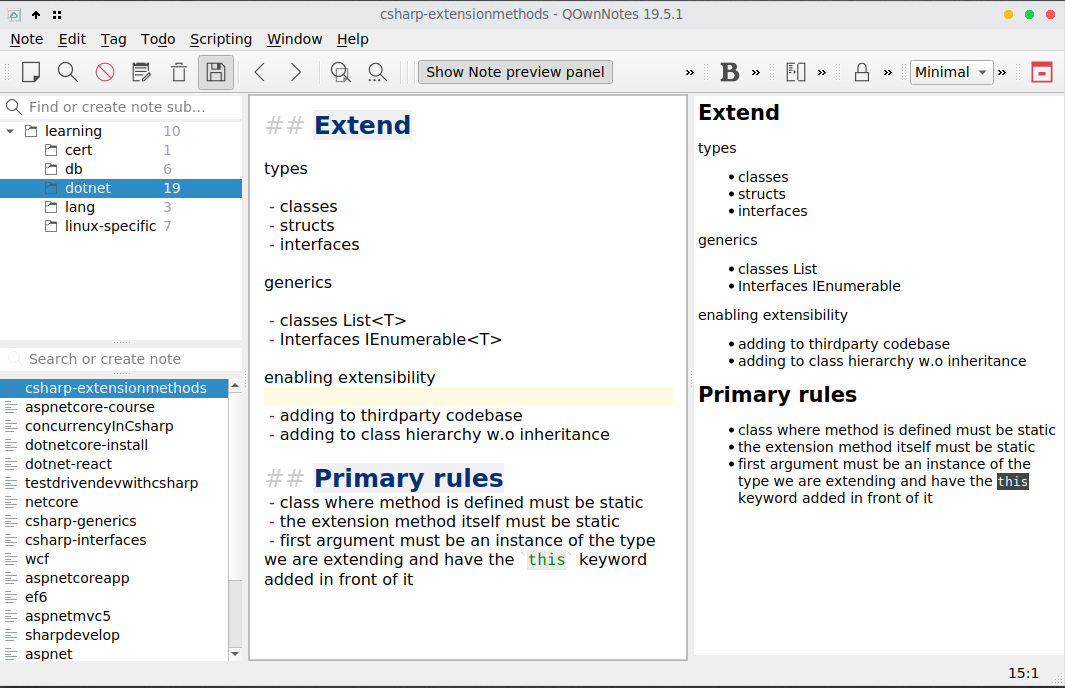 csharp-extensionmethods - QOwnNotes 19.5.1
Note Edit Tag Todo Scripting Window Help
Show Note preview panel » B » » » Minimal »
Find or create note sub...
learning 10
cert 1
db 6
dotnet 19
lang 3
linux-specific 7
Search or create note
csharp-extensionmethods
aspnetcore-course
concurrencyInCsharp
dotnetcore-install
dotnet-react
testdrivendevwithcsharp
netcore
csharp-generics
csharp-interfaces
wcf
aspnetcoreapp
ef6
aspnetmvc5
sharpdevelop
aspnet
## Extend
types
- classes
- structs
- interfaces
generics
- classes List<T>
- Interfaces IEnumerable<T>
enabling extensibility
- adding to thirdparty codebase
- adding to class hierarchy w.o inheritance
## Primary rules
- class where method is defined must be static
- the extension method itself must be static
- first argument must be an instance of the type
we are extending and have the `this` keyword
added in front of it
Extend
types
• classes
• structs
• interfaces
generics
• classes List
• Interfaces IEnumerable
enabling extensibility
• adding to thirdparty codebase
• adding to class hierarchy w.o inheritance
Primary rules
• class where method is defined must be static
• the extension method itself must be static
• first argument must be an instance of the
type we are extending and have the this
keyword added in front of it
15:1